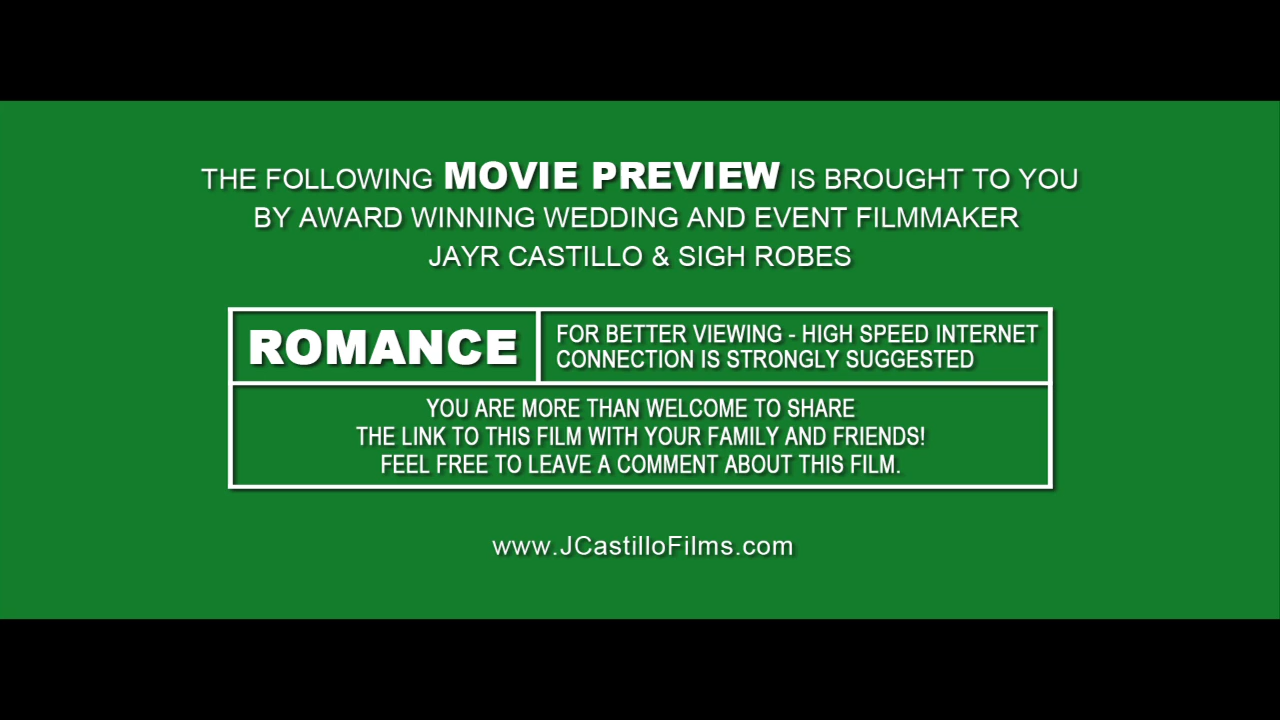 THE FOLLOWING MOVIE PREVIEW IS BROUGHT TO YOU
BY AWARD WINNING WEDDING AND EVENT FILMMAKER
JAYR CASTILLO & SIGH ROBES
ROMANCE
FOR BETTER VIEWING - HIGH SPEED INTERNET
CONNECTION IS STRONGLY SUGGESTED
YOU ARE MORE THAN WELCOME TO SHARE
THE LINK TO THIS FILM WITH YOUR FAMILY AND FRIENDS!
FEEL FREE TO LEAVE A COMMENT ABOUT THIS FILM.
www.JCastilloFilms.com